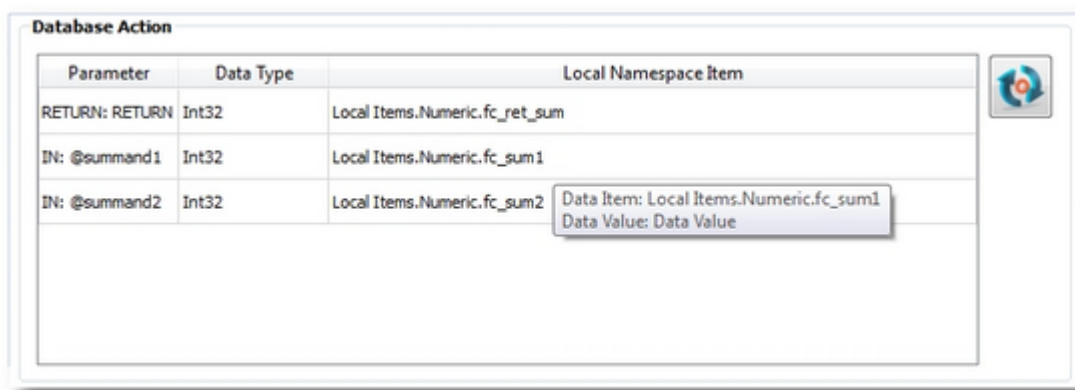 Database Action
Parameter Data Type Local Namespace Item
RETURN: RETURN Int32 Local Items.Numeric.fc_ret_sum
IN: @summand1 Int32 Local Items.Numeric.fc_sum1
IN: @summand2 Int32 Local Items.Numeric.fc_sum2
Data Item: Local Items.Numeric.fc_sum1
Data Value: Data Value